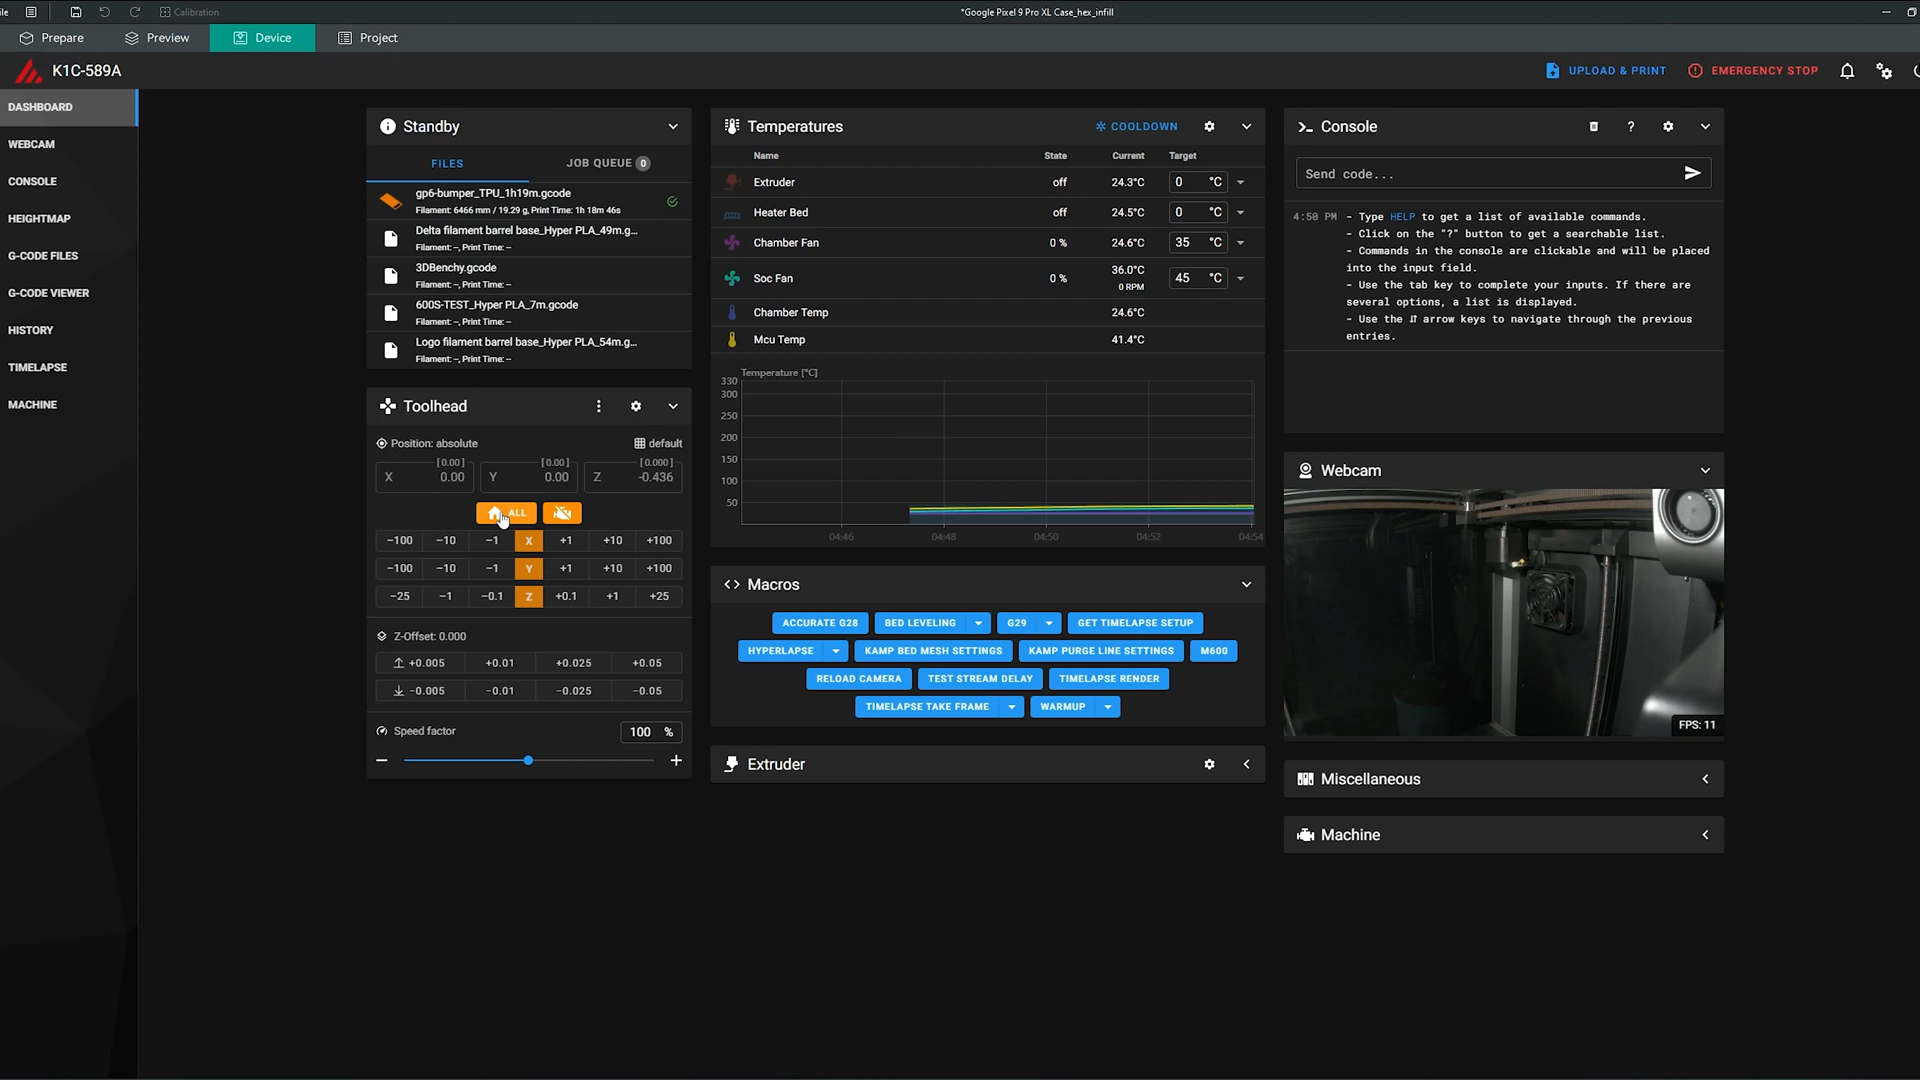 ile
Calibration
*Google Pixel 9 Pro XL Case_hex_infill
Prepare
Preview
Device
Project
K1C-589A
UPLOAD & PRINT
EMERGENCY STOP
DASHBOARD
WEBCAM
CONSOLE
HEIGHTMAP
G-CODE FILES
G-CODE VIEWER
HISTORY
TIMELAPSE
MACHINE
Standby
FILES
JOB QUEUE 0
gp6-bumper_TPU_1h19m.gcode
Filament: 6466 mm / 19.29 g, Print Time: 1h 18m 46s
Delta filament barrel base_Hyper PLA_49m.g...
Filament: --, Print Time: --
3DBenchy.gcode
Filament: --, Print Time: --
600S-TEST_Hyper PLA_7m.gcode
Filament: --, Print Time: --
Logo filament barrel base_Hyper PLA_54m.g...
Filament: --, Print Time: --
Toolhead
Position: absolute
default
[0.00] [0.00] [0.000]
X 0.00 Y 0.00 Z -0.436
ALL
-100 -10 -1 X +1 +10 +100
-100 -10 -1 Y +1 +10 +100
-25 -1 -0.1 Z +0.1 +1 +25
Z-Offset: 0.000
+0.005 +0.01 +0.025 +0.05
-0.005 -0.01 -0.025 -0.05
Speed factor
100 %
− +
Temperatures
COOLDOWN
Name State Current Target
Extruder off 24.3°C 0 °C
Heater Bed off 24.5°C 0 °C
Chamber Fan 0 % 24.6°C 35 °C
Soc Fan 0 % 36.0°C 45 °C
0 RPM
Chamber Temp 24.6°C
Mcu Temp 41.4°C
Temperature [°C]
330
300
250
200
150
100
50
04:46 04:48 04:50 04:52 04:54
Macros
ACCURATE G28
BED LEVELING
G29
GET TIMELAPSE SETUP
HYPERLAPSE
KAMP BED MESH SETTINGS
KAMP PURGE LINE SETTINGS
M600
RELOAD CAMERA
TEST STREAM DELAY
TIMELAPSE RENDER
TIMELAPSE TAKE FRAME
WARMUP
Extruder
Console
?
Send code...
4:50 PM - Type HELP to get a list of available commands.
- Click on the "?" button to get a searchable list.
- Commands in the console are clickable and will be placed
into the input field.
- Use the tab key to complete your inputs. If there are
several options, a list is displayed.
- Use the ⇵ arrow keys to navigate through the previous
entries.
Webcam
FPS: 11
Miscellaneous
Machine